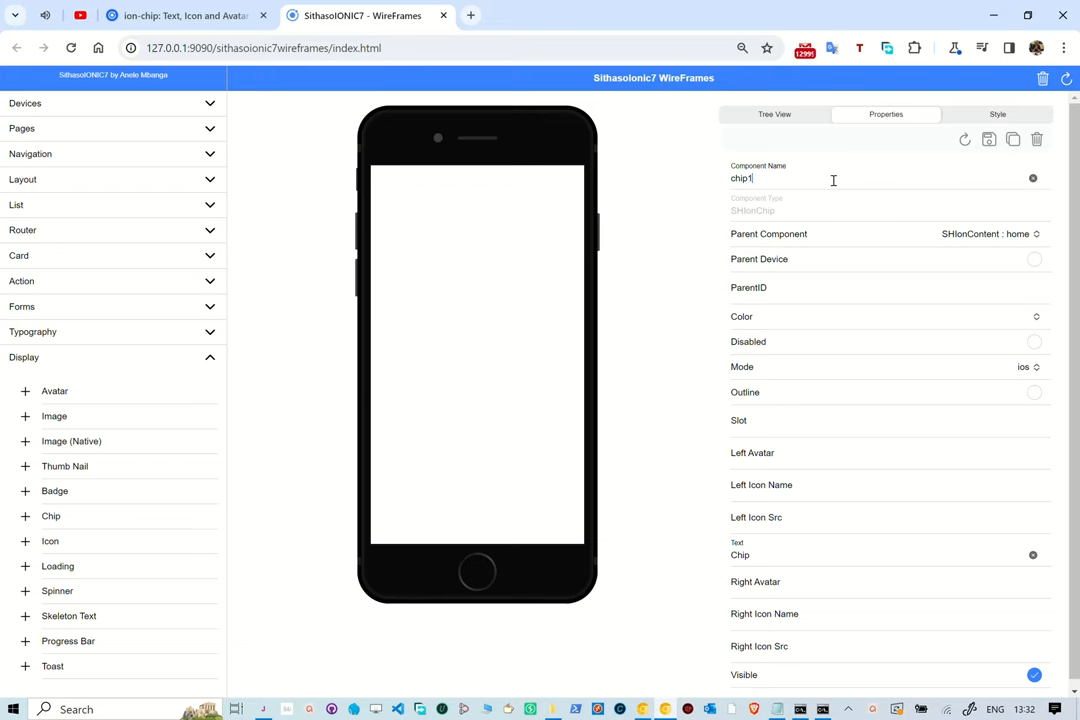 ion-chip: Text, Icon and Avatar
SithasoIONIC7 - WireFrames
127.0.0.1:9090/sithasoionic7wireframes/index.html
SithasoIONIC7 by Anele Mbanga
SithasoIonic7 WireFrames
Devices
Pages
Navigation
Layout
List
Router
Card
Action
Forms
Typography
Display
Avatar
Image
Image (Native)
Thumb Nail
Badge
Chip
Icon
Loading
Spinner
Skeleton Text
Progress Bar
Toast
Tree View
Properties
Style
Component Name
chip1
Component Type
SHIonChip
Parent Component SHIonContent : home
Parent Device
ParentID
Color
Disabled
Mode ios
Outline
Slot
Left Avatar
Left Icon Name
Left Icon Src
Text
Chip
Right Avatar
Right Icon Name
Right Icon Src
Visible
Search
ENG 13:32